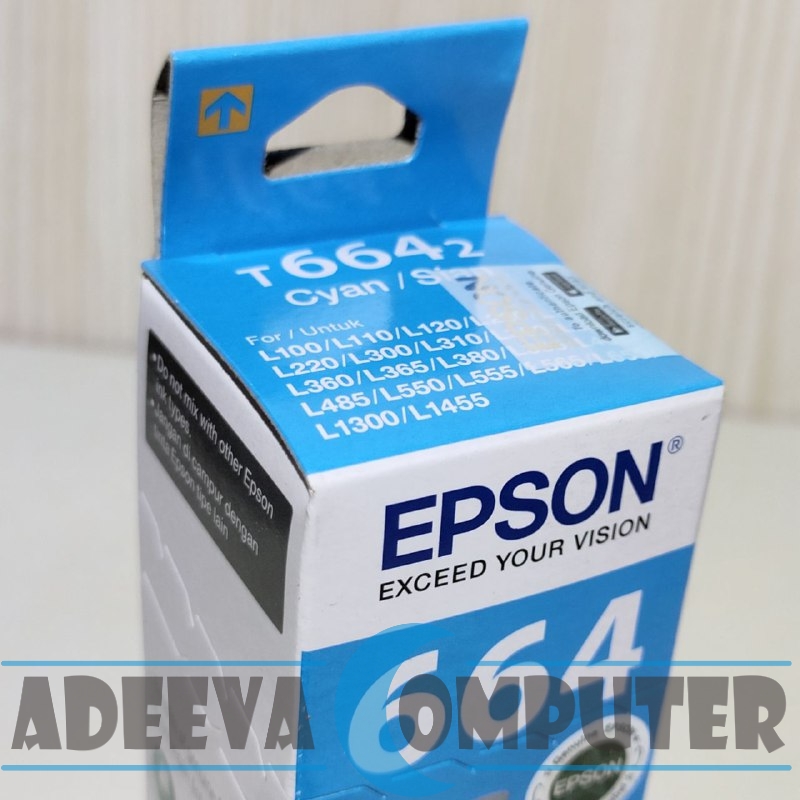 T6642
Cyan / 
For / Untuk
L100/L110/L120/
L220/L300/L310/
L360/L365/L380/
L485/L550/L555/L565/
L1300/L1455
•Do not mix with other Epson
ink types.
•Jangan di campur dengan
tinta Epson tipe lain
EPSON®
EXCEED YOUR VISION
664
ADEEVA COMPUTER
Genuine
EPSON